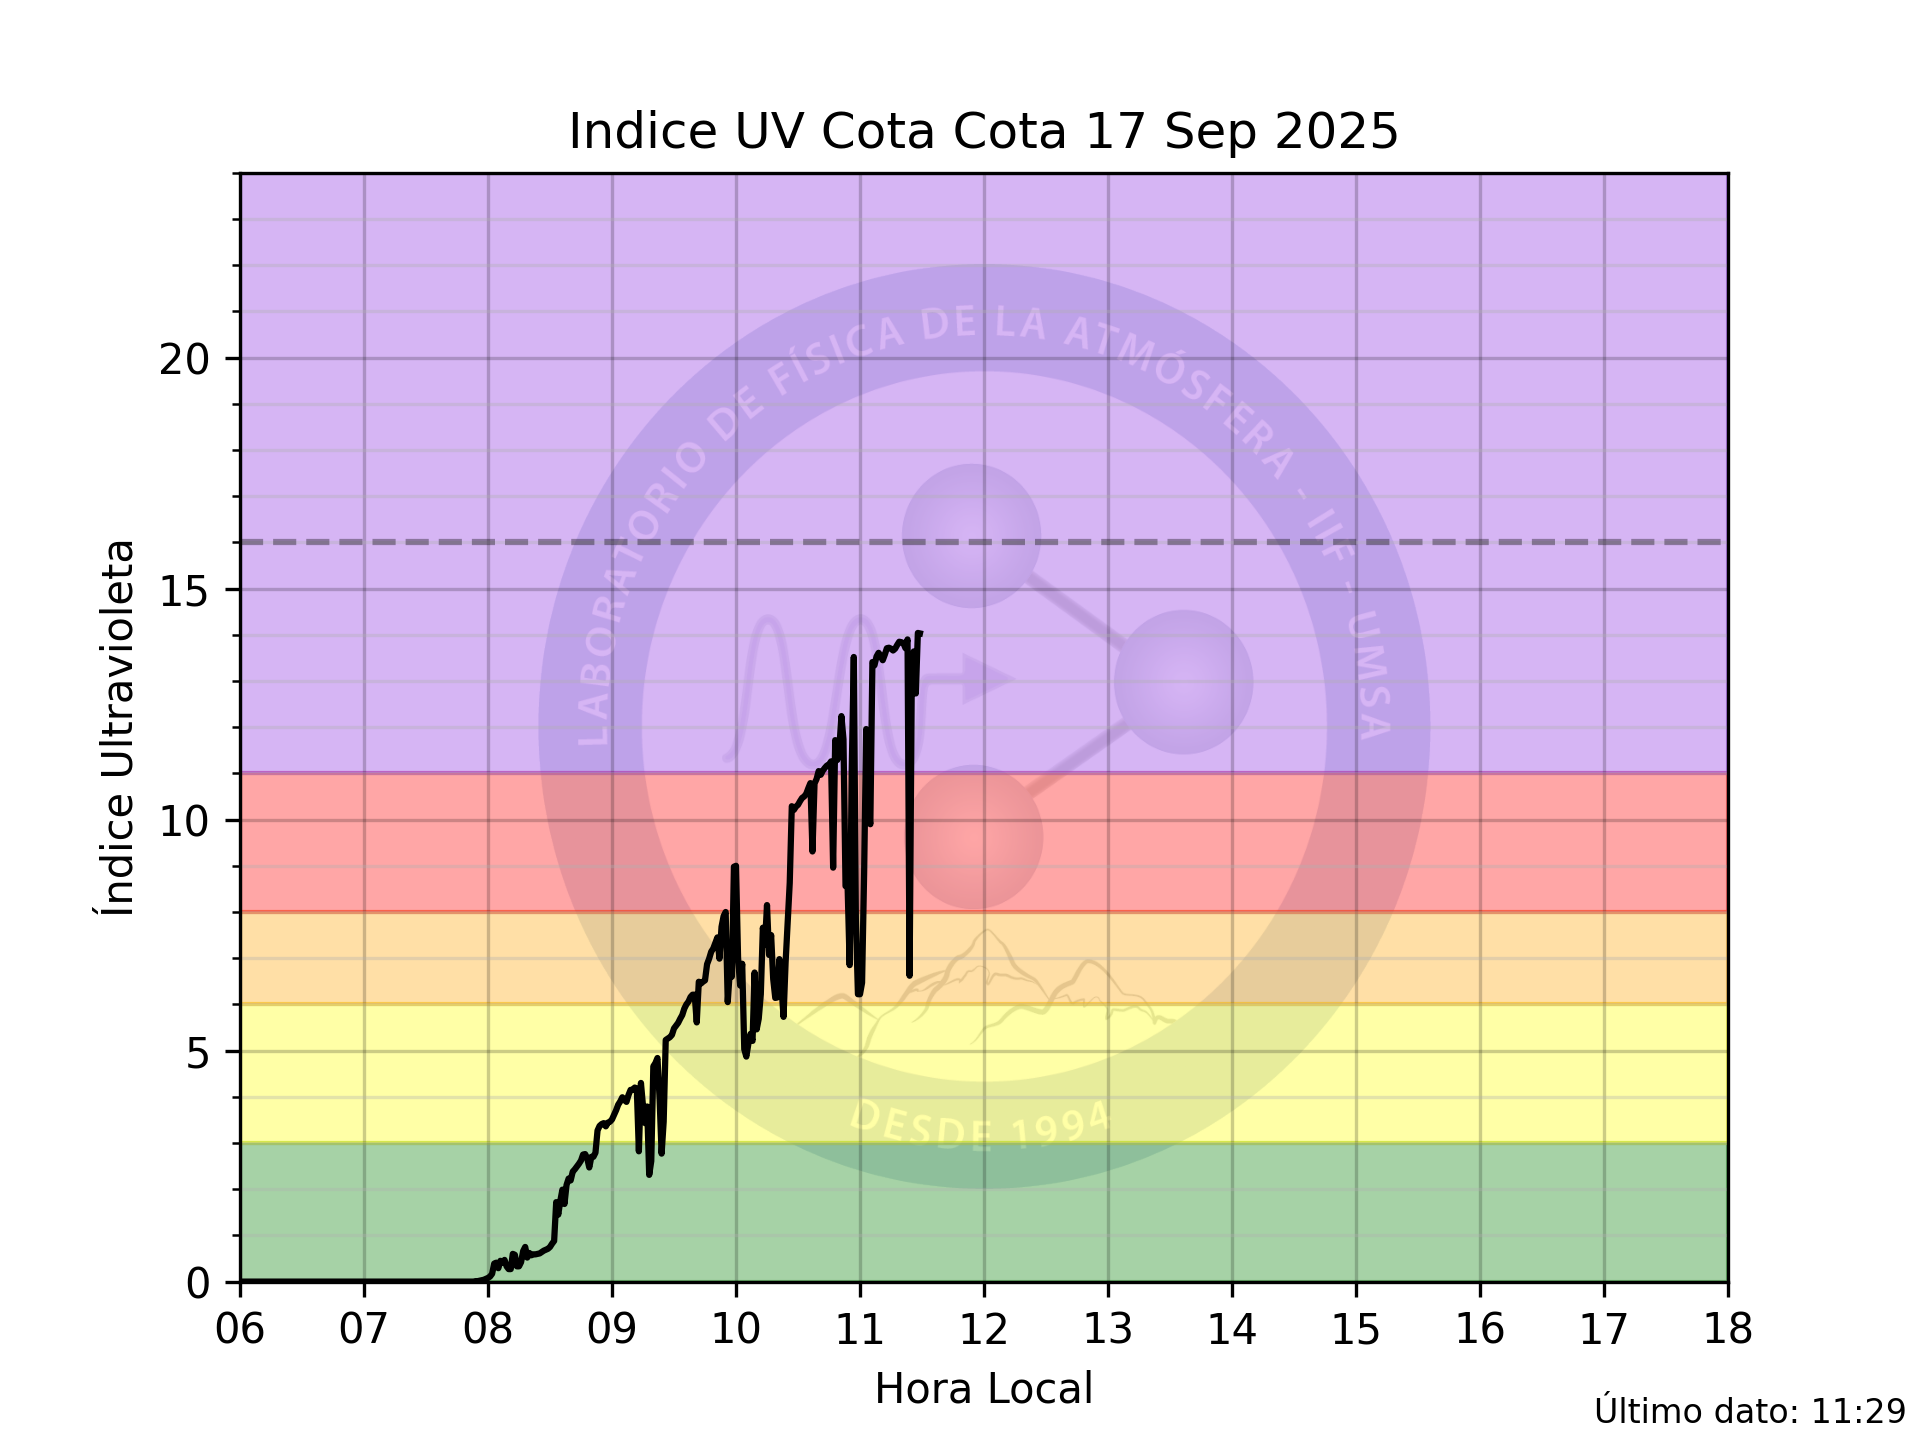 Indice UV Cota Cota 17 Sep 2025
LABORATORIO DE FÍSICA DE LA ATMÓSFERA - IIF - UMSA
DESDE 1994
Índice Ultravioleta
20
15
10
5
0
06 07 08 09 10 11 12 13 14 15 16 17 18
Hora Local
Último dato: 11:29